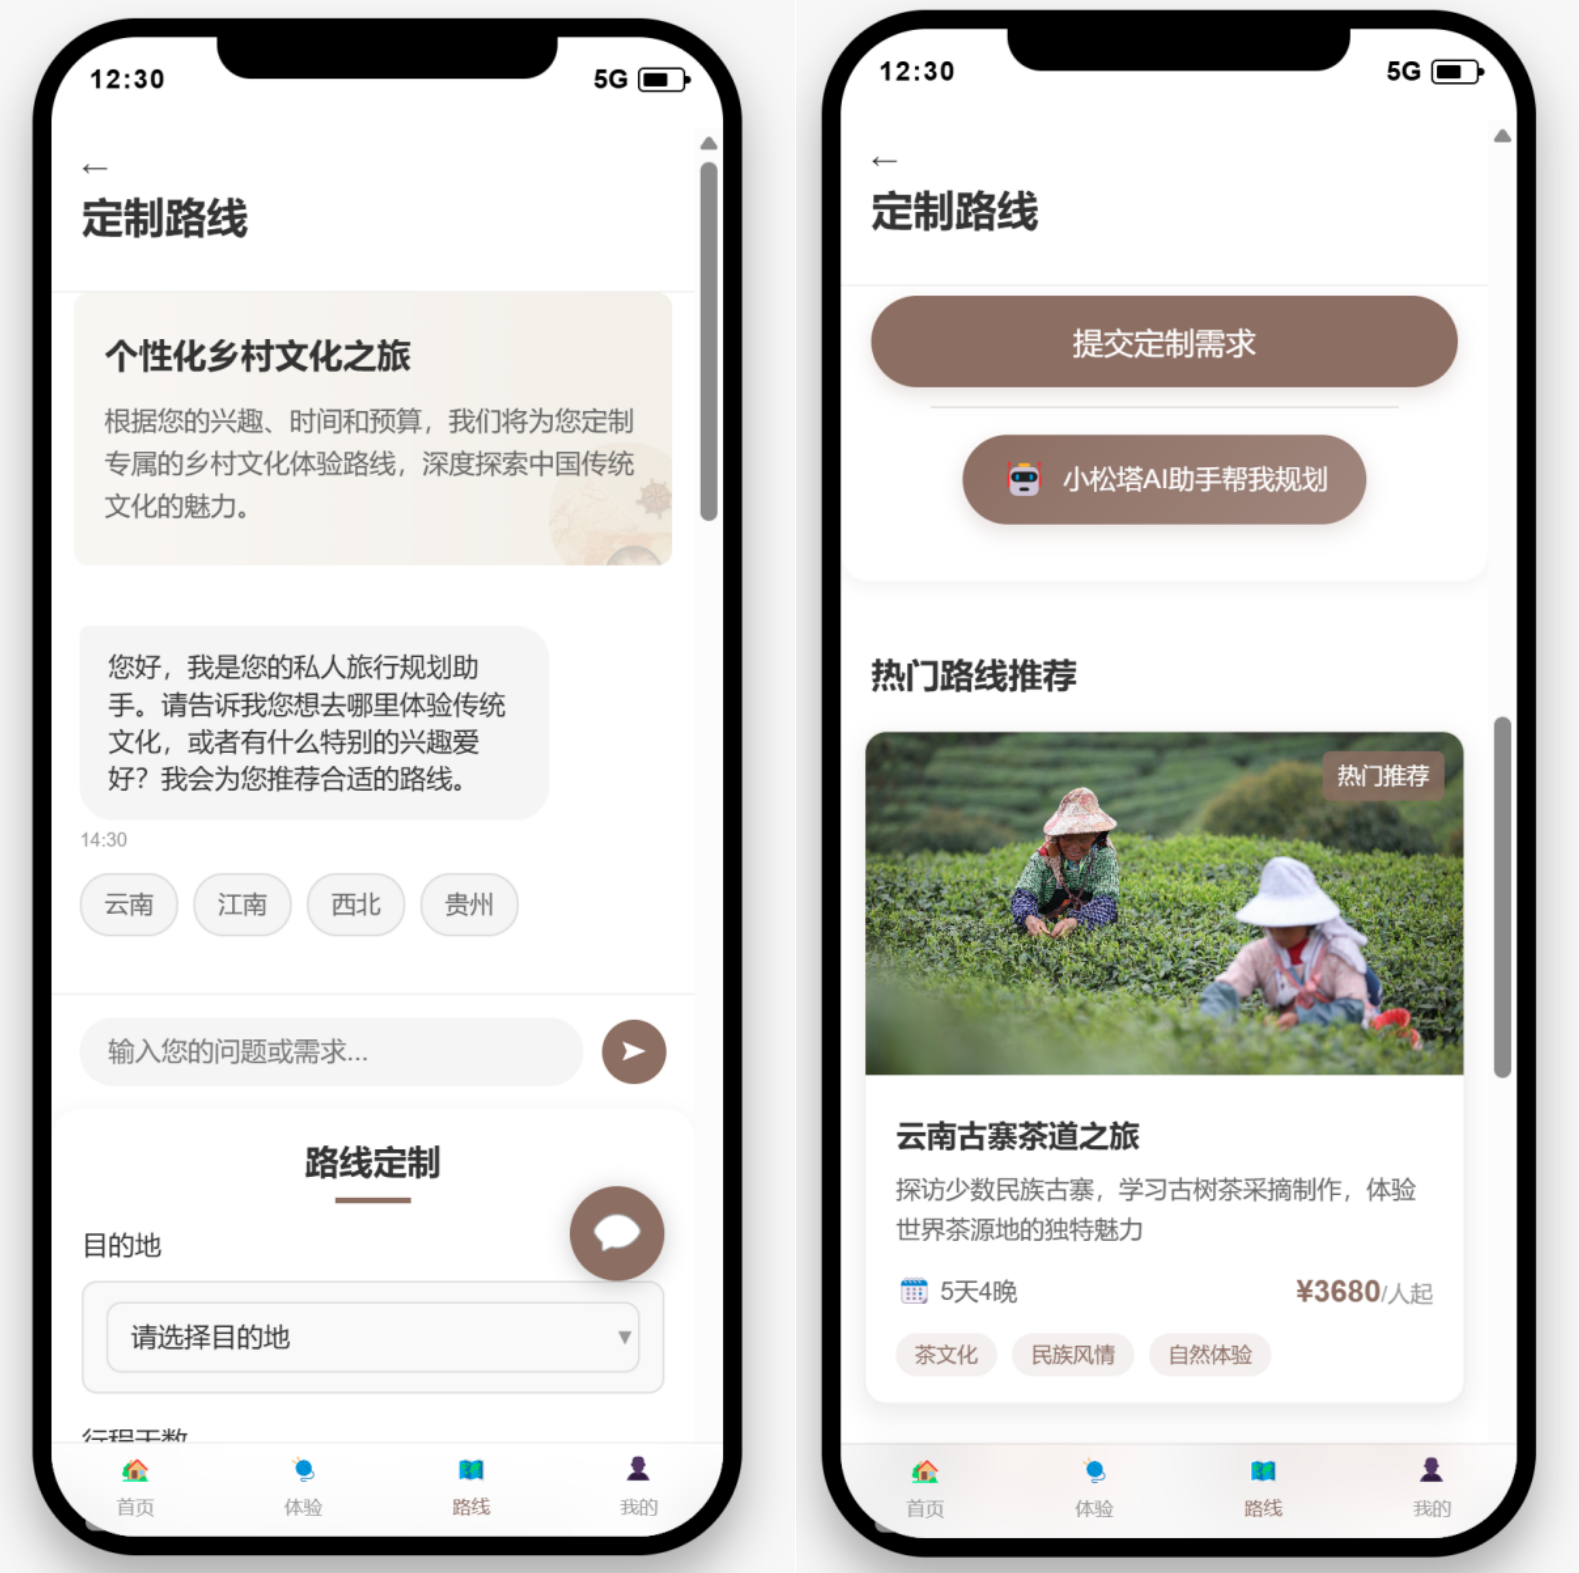 12:30
5G
←
定制路线
个性化乡村文化之旅
根据您的兴趣、时间和预算，我们将为您定制
专属的乡村文化体验路线，深度探索中国传统
文化的魅力。
您好，我是您的私人旅行规划助
手。请告诉我您想去哪里体验传统
文化，或者有什么特别的兴趣爱
好？我会为您推荐合适的路线。
14:30
云南 江南 西北 贵州
输入您的问题或需求...
路线定制
目的地
请选择目的地
行程天数
首页 体验 路线 我的
12:30
5G
←
定制路线
提交定制需求
小松塔AI助手帮我规划
热门路线推荐
热门推荐
云南古寨茶道之旅
探访少数民族古寨，学习古树茶采摘制作，体验
世界茶源地的独特魅力
5天4晚
¥3680/人起
茶文化 民族风情 自然体验
首页 体验 路线 我的